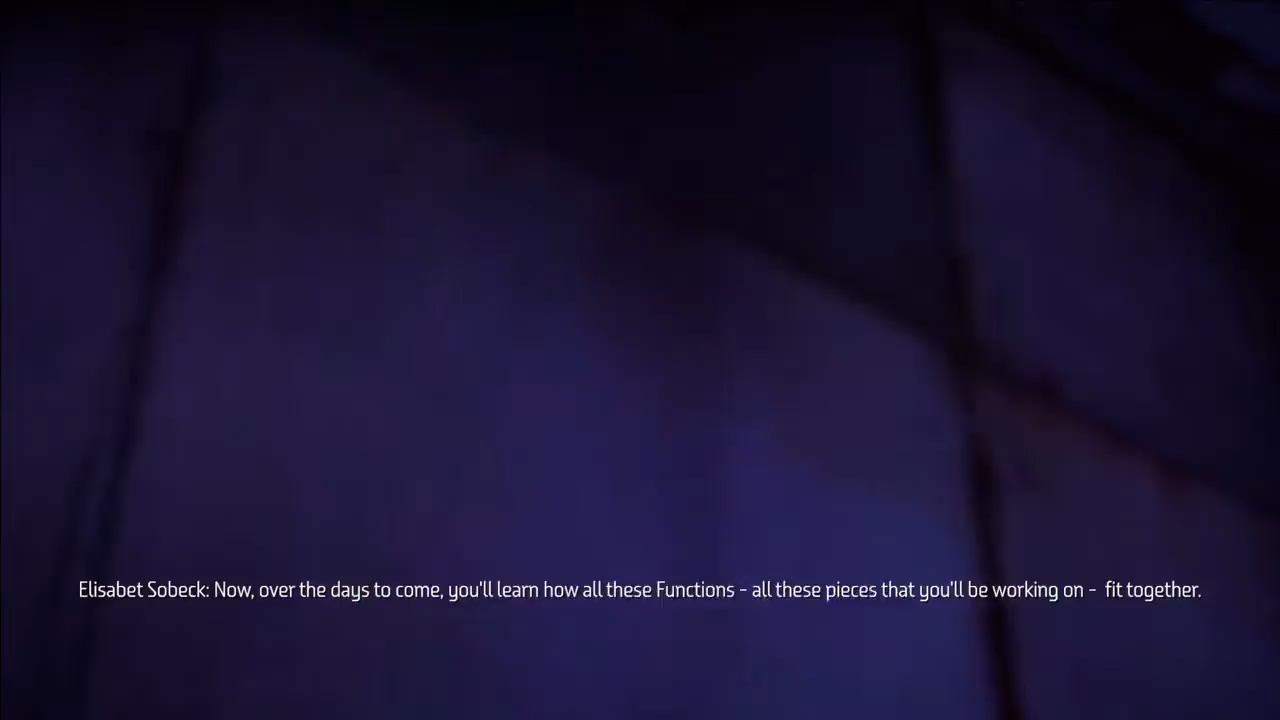 Elisabet Sobeck: Now, over the days to come, you'll learn how all these Functions - all these pieces that you'll be working on -  fit together.